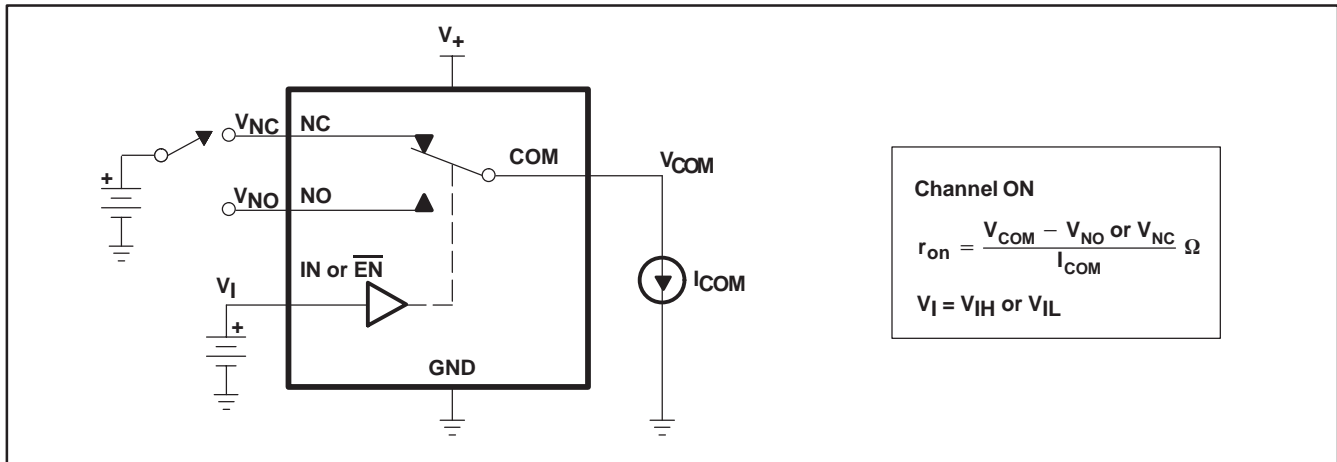 V+
VNC NC
COM
VCOM
+
VNO NO
IN or EN
VI
+
ICOM
GND
Channel ON
ron = VCOM − VNO or VNC / ICOM Ω
VI = VIH or VIL